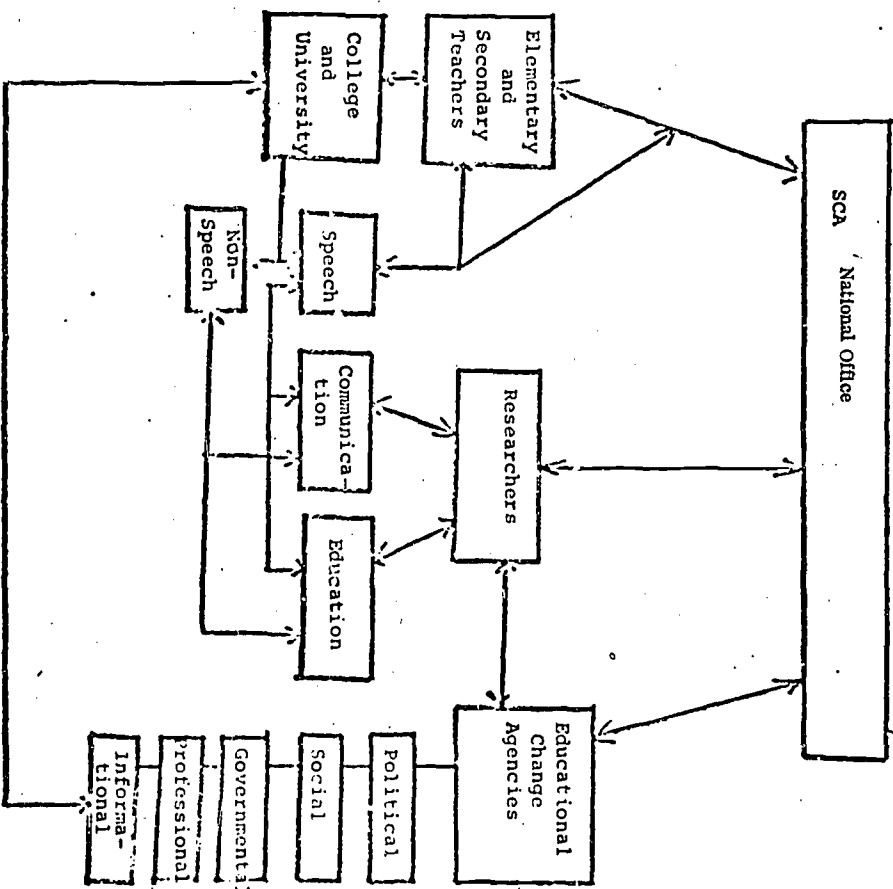 SCA National Office
Elementary
and
Secondary
Teachers
College
and
University
Speech
Non-
Speech
Researchers
Communica-
tion
Education
Educational
Change
Agencies
Political
Social
Governmental
Professional
Informa-
tional